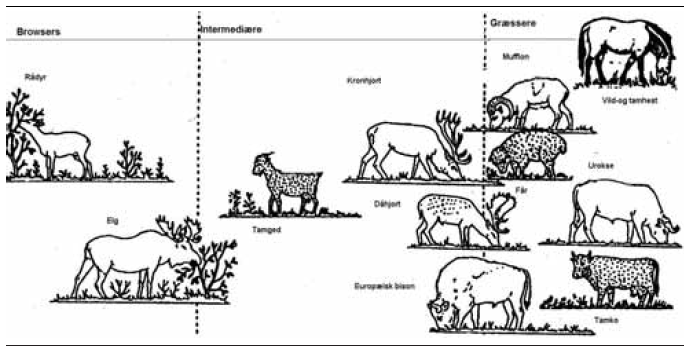 Browsers
Intermediære
Græssere
Mufflon
Rådyr
Kronhjort
Vild-og tamhest
Urokse
Får
Dåhjort
Elg
Tamged
Europæisk bison
Tamko